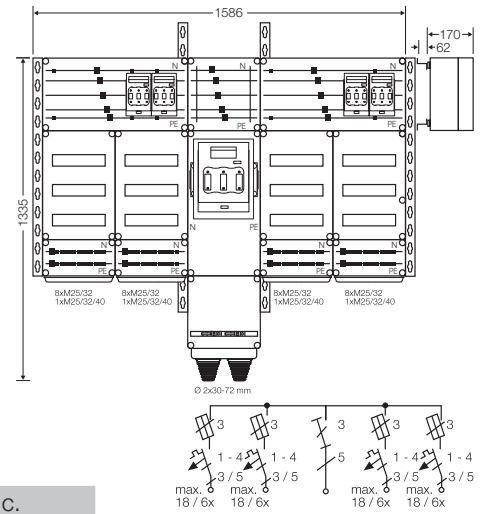 1586
170
62
1335
N
N
N
PE
PE
PE
N
PE
N
N
N
N
PE
PE
PE
PE
8xM25/32
1xM25/32/40
8xM25/32
1xM25/32/40
8xM25/32
1xM25/32/40
8xM25/32
1xM25/32/40
Ø 2x30-72 mm
3
3
3
3
3
1 - 4
1 - 4
5
1 - 4
1 - 4
3 / 5
3 / 5
3 / 5
3 / 5
max.
18 / 6x
max.
18 / 6x
max.
18 / 6x
max.
18 / 6x
c.